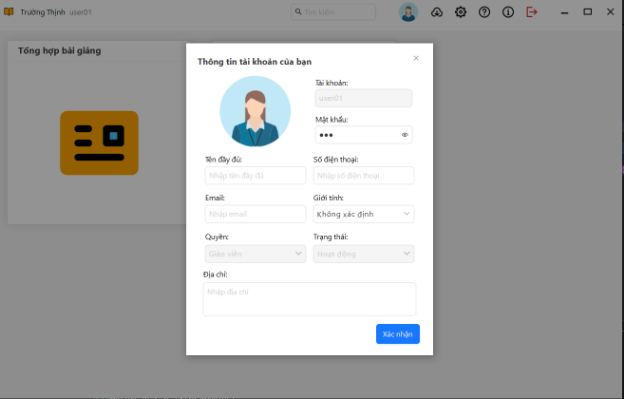 Trường Thịnh user01
Tìm kiếm
Tổng hợp bài giảng
Thông tin tài khoản của bạn
Tài khoản:
user01
Mật khẩu:
Tên đầy đủ:
Số điện thoại:
Nhập tên đầy đủ
Nhập số điện thoại
Email:
Giới tính:
Nhập email
Không xác định
Quyền:
Trạng thái:
Giáo viên
Hoạt động
Địa chỉ:
Nhập địa chỉ
Xác nhận